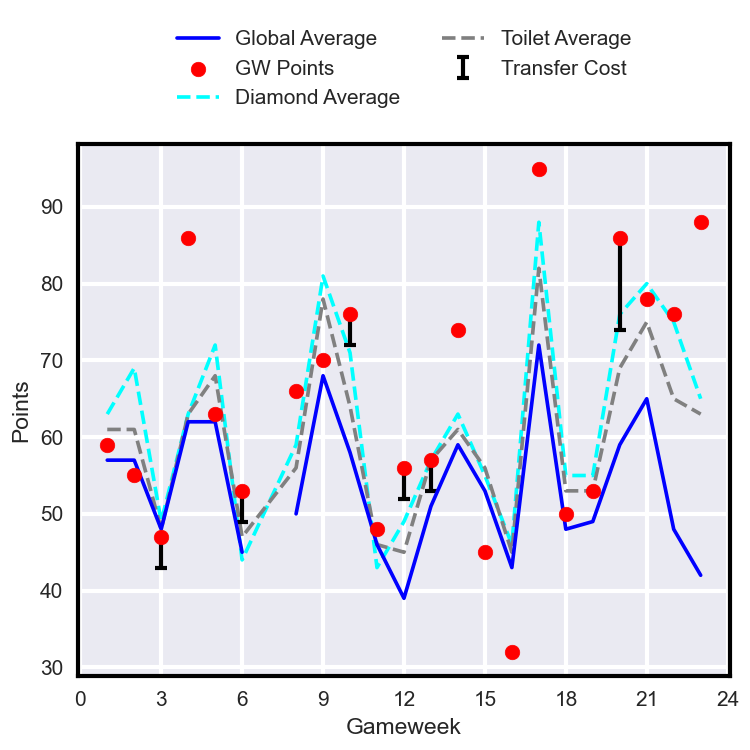 Global Average
GW Points
Diamond Average
Toilet Average
Transfer Cost
Points
90
80
70
60
50
40
30
0 3 6 9 12 15 18 21 24
Gameweek